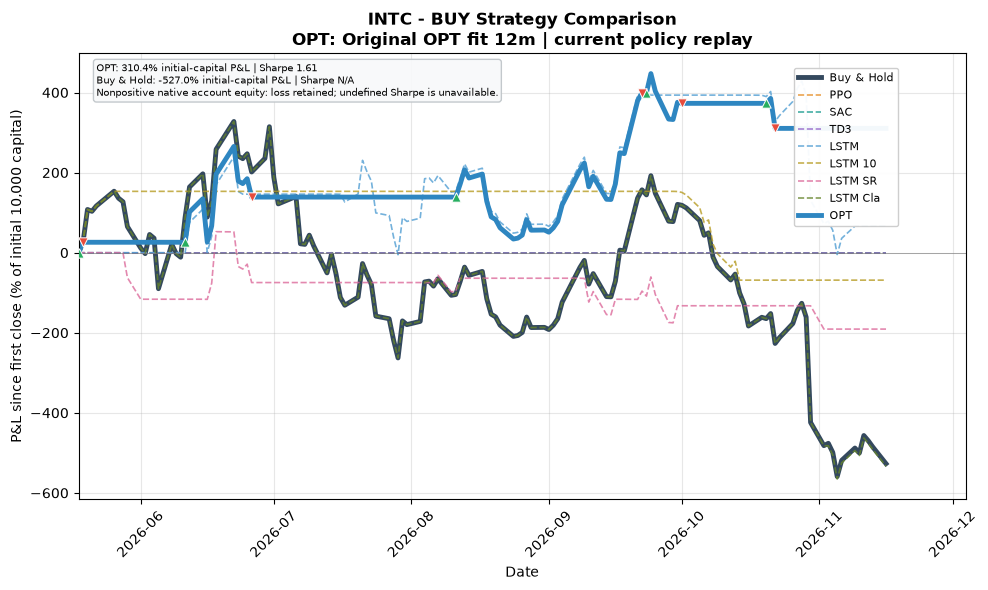 INTC - BUY Strategy Comparison
OPT: Original OPT fit 12m | current policy replay
OPT: 310.4% initial-capital P&L | Sharpe 1.61
Buy & Hold: -527.0% initial-capital P&L | Sharpe N/A
Nonpositive native account equity: loss retained; undefined Sharpe is unavailable.
Buy & Hold
PPO
SAC
TD3
LSTM
LSTM 10
LSTM SR
LSTM Cla
OPT
P&L since first close (% of initial 10,000 capital)
400
200
0
−200
−400
−600
2026-06
2026-07
2026-08
2026-09
2026-10
2026-11
2026-12
Date